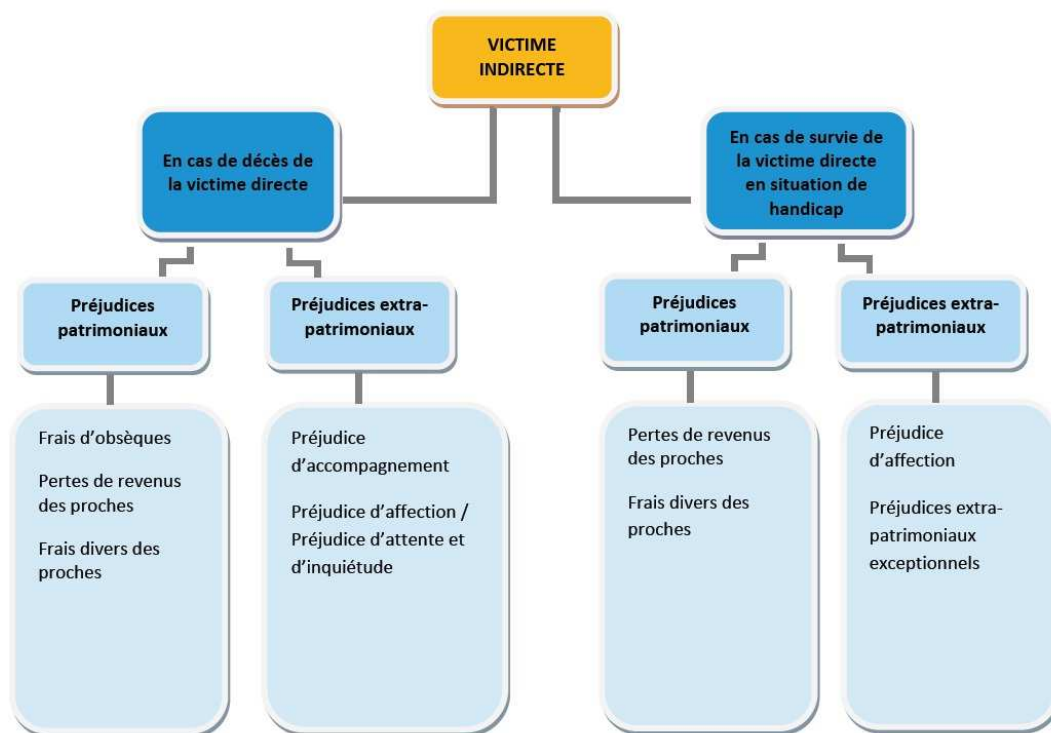 VICTIME
INDIRECTE
En cas de décès de
la victime directe
En cas de survie de
la victime directe
en situation de
handicap
Préjudices
patrimoniaux
Préjudices extra-
patrimoniaux
Préjudices
patrimoniaux
Préjudices extra-
patrimoniaux
Frais d’obsèques
Pertes de revenus
des proches
Frais divers des
proches
Préjudice
d’accompagnement
Préjudice d’affection /
Préjudice d’attente et
d’inquiétude
Pertes de revenus
des proches
Frais divers des
proches
Préjudice
d’affection
Préjudices extra-
patrimoniaux
exceptionnels